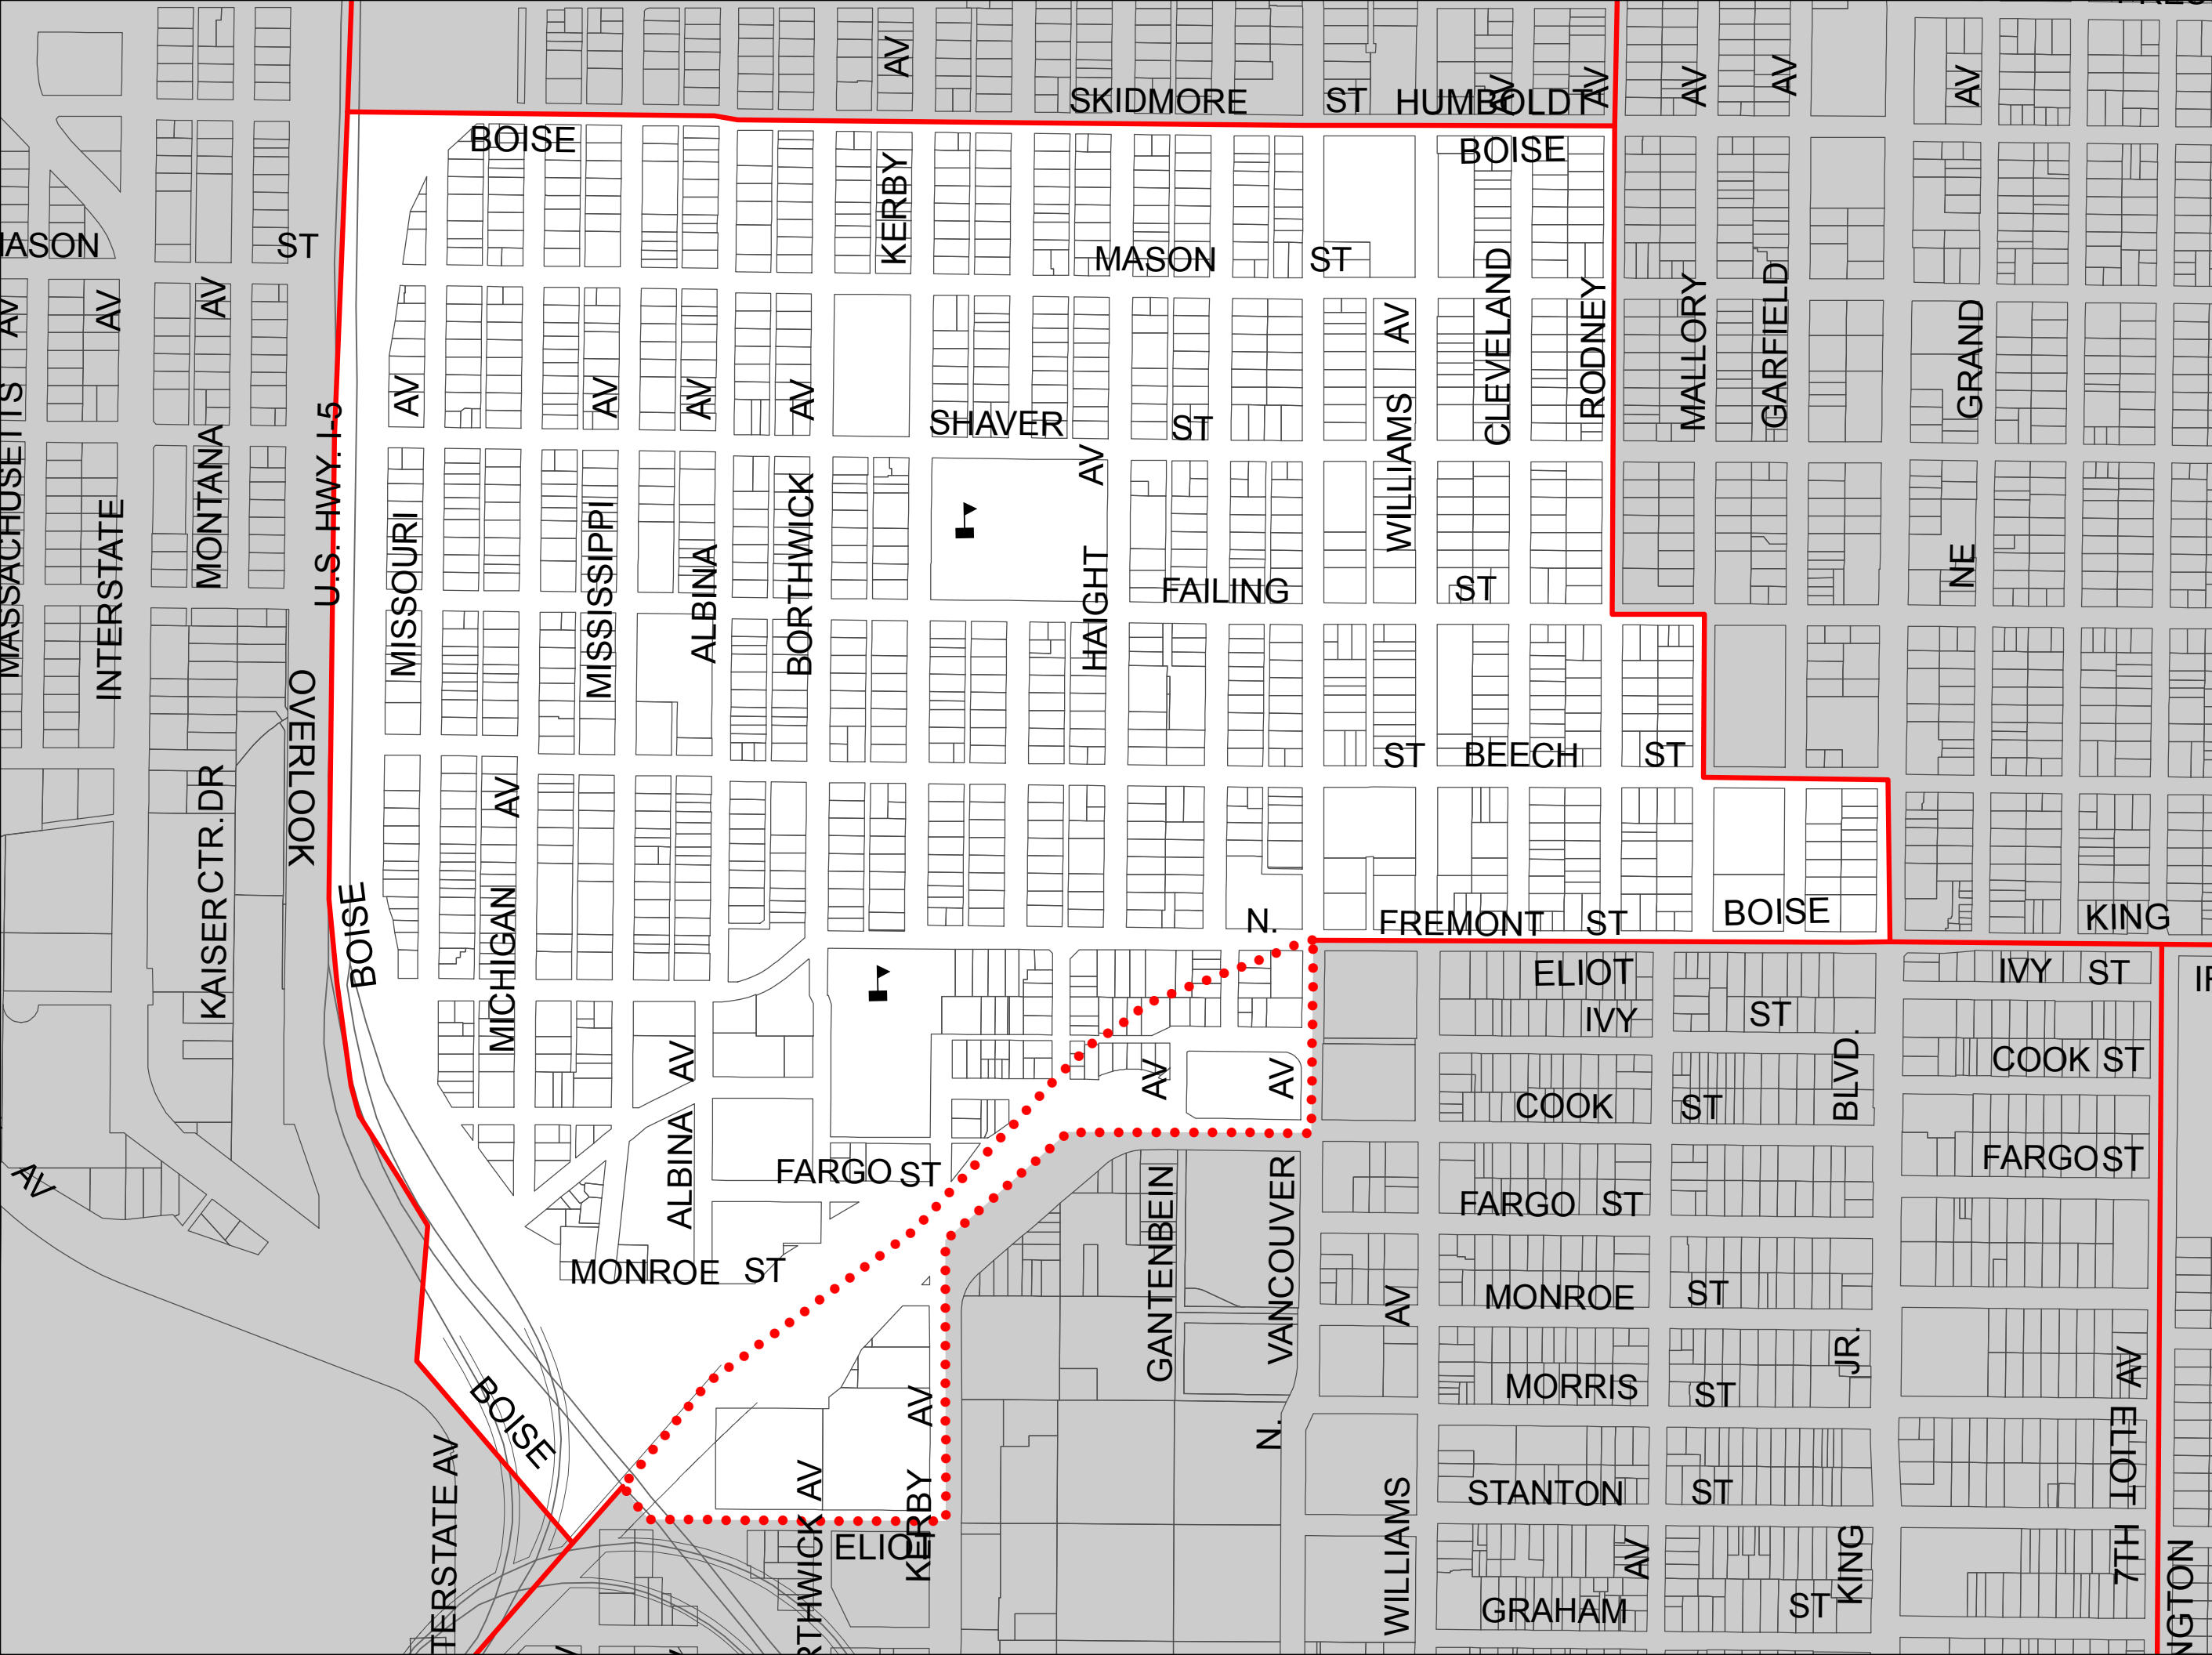 AV
AV
AV
AV
AV
AV
SKIDMORE ST
HUMBOLDT
BOISE
BOISE
KERBY
ST
MASON ST
AV
AV
AV
AV
CLEVELAND
RODNEY
MALLORY
GARFIELD
GRAND
AV
AV
AV
AV
SHAVER ST
WILLIAMS
AV
MASSACHUSETTS
INTERSTATE
MONTANA
U.S. HWY. I-5
MISSOURI
MISSISSIPPI
ALBINA
BORTHWICK
HAIGHT
FAILING ST
NE
OVERLOOK
ST BEECH ST
KAISER CTR. DR
AV
BOISE
MICHIGAN
N. FREMONT ST
BOISE
KING
ELIOT
IVY ST
IVY ST
COOK ST
COOK ST
BLVD.
AV
AV
AV
AV
ALBINA
FARGO ST
FARGO ST
FARGO ST
MONROE ST
GANTENBEIN
VANCOUVER
AV
MONROE ST
JR.
AV
MORRIS ST
BOISE
AV
N.
ELIOT
AV
STANTON ST
KERBY
ELIOT
WILLIAMS
AV
KING
7TH
GRAHAM ST